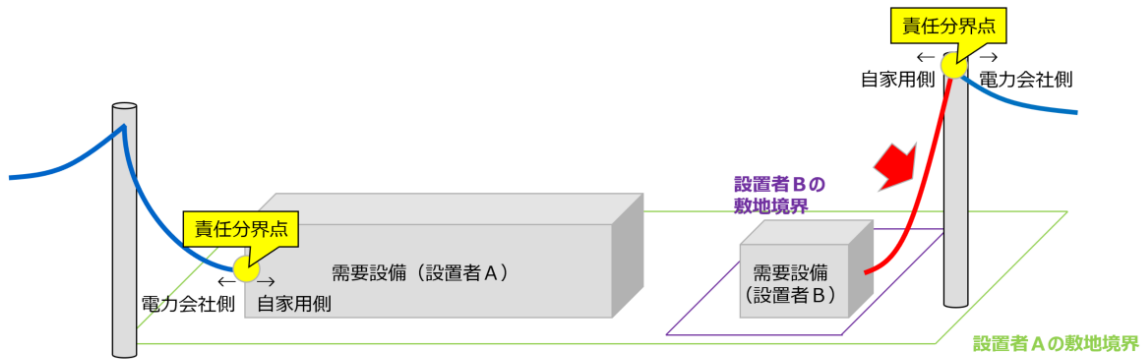 責任分界点
← →
自家用側 電力会社側
設置者Bの
敷地境界
責任分界点
需要設備(設置者A)
需要設備
(設置者B)
← →
電力会社側 自家用側
設置者Aの敷地境界